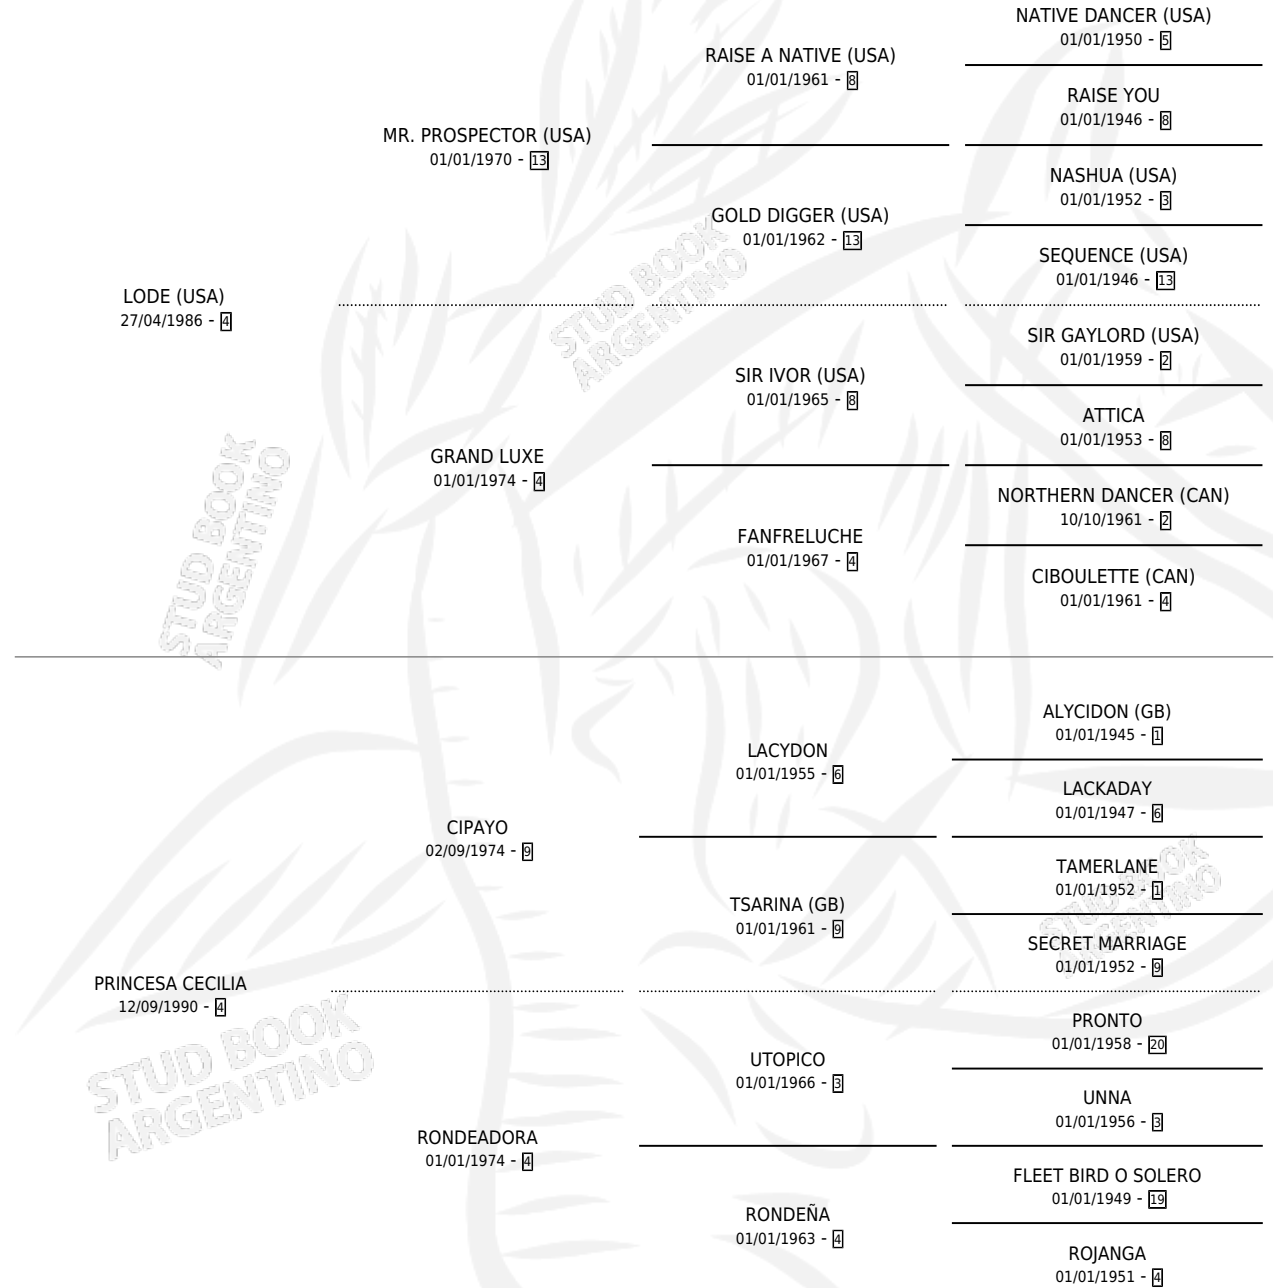 NATIVE DANCER (USA)
01/01/1950 - 5
RAISE A NATIVE (USA)
01/01/1961 - 8
RAISE YOU
01/01/1946 - 8
MR. PROSPECTOR (USA)
01/01/1970 - 13
NASHUA (USA)
01/01/1952 - 3
GOLD DIGGER (USA)
01/01/1962 - 13
SEQUENCE (USA)
01/01/1946 - 13
LODE (USA)
27/04/1986 - 4
SIR GAYLORD (USA)
01/01/1959 - 2
SIR IVOR (USA)
01/01/1965 - 8
ATTICA
01/01/1953 - 8
GRAND LUXE
01/01/1974 - 4
NORTHERN DANCER (CAN)
10/10/1961 - 2
FANFRELUCHE
01/01/1967 - 4
CIBOULETTE (CAN)
01/01/1961 - 4
ALYCIDON (GB)
01/01/1945 - 1
LACYDON
01/01/1955 - 6
LACKADAY
01/01/1947 - 6
CIPAYO
02/09/1974 - 9
TAMERLANE
01/01/1952 - 1
TSARINA (GB)
01/01/1961 - 9
SECRET MARRIAGE
01/01/1952 - 9
PRINCESA CECILIA
12/09/1990 - 4
PRONTO
01/01/1958 - 20
UTOPICO
01/01/1966 - 3
UNNA
01/01/1956 - 3
RONDEADORA
01/01/1974 - 4
FLEET BIRD O SOLERO
01/01/1949 - 19
RONDEÑA
01/01/1963 - 4
ROJANGA
01/01/1951 - 4
STUD BOOK
ARGENTINO
STUD BOOK
ARGENTINO
STUD BOOK
ARGENTINO
STUD BOOK
ARGENTINO